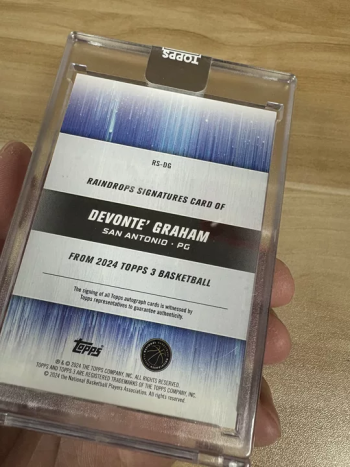 TOPPS
RS-DG
RAINDROPS SIGNATURES CARD OF
DEVONTE' GRAHAM
SAN ANTONIO • PG
FROM 2024 TOPPS 3 BASKETBALL
The signing of all Topps autograph cards is witnessed by
Topps representatives to guarantee authenticity.
Topps
® & © 2024 THE TOPPS COMPANY, INC. ALL RIGHTS RESERVED.
TOPPS AND TOPPS 3 ARE REGISTERED TRADEMARKS OF THE TOPPS COMPANY, INC.
© 2024 the National Basketball Players Association. All rights reserved.